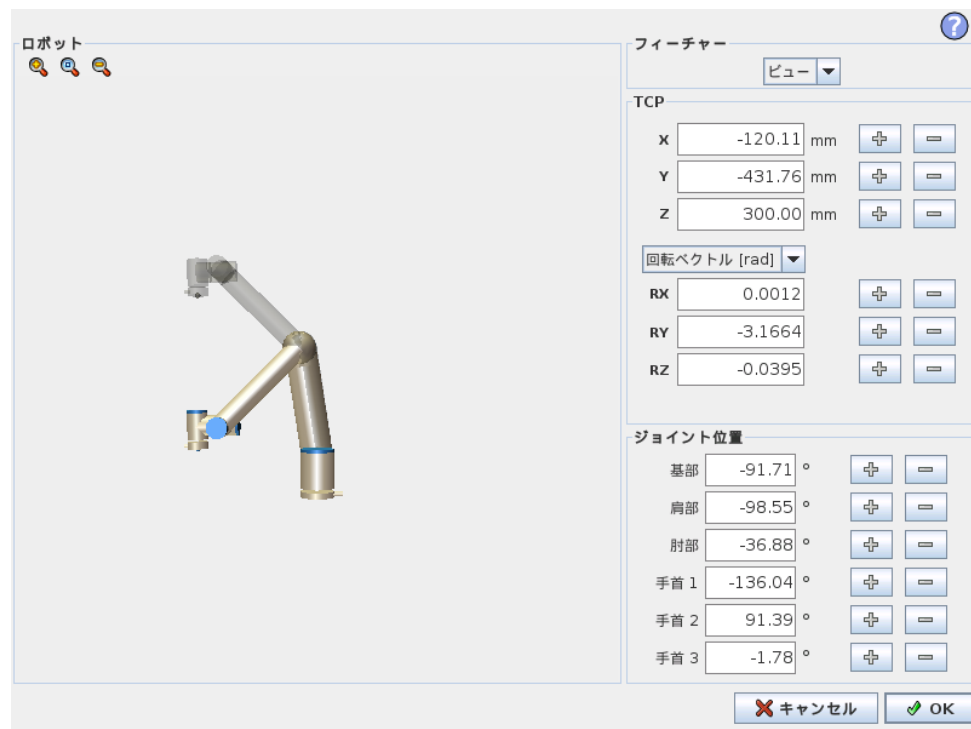 ロボット
フィーチャー
ビュー
TCP
X -120.11 mm
Y -431.76 mm
Z 300.00 mm
回転ベクトル [rad]
RX 0.0012
RY -3.1664
RZ -0.0395
ジョイント位置
基部 -91.71 °
肩部 -98.55 °
肘部 -36.88 °
手首 1 -136.04 °
手首 2 91.39 °
手首 3 -1.78 °
キャンセル OK